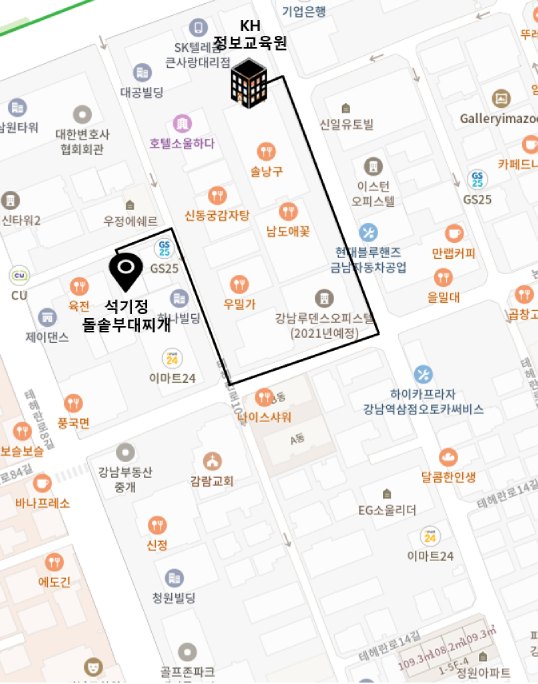 기업은행
KH
정보교육원
SK텔레콤
큰사랑대리점
뚜레
대공빌딩
남원타워
대한변호사
협회회관
호텔소울하다
신일유토빌
Galleryimazoo
솔낭구
카페드나
이스턴
오피스텔
GS25
신동궁감자탕
남도애꽃
우정에쉐르
신타워2
GS25
현대블루핸즈
금남자동차공업
만랩커피
CU
육전
석기정
돌솥부대찌개
하나빌딩
우밀가
강남루덴스오피스텔
(2021년예정)
을밀대
곱창고
제이댄스
이마트24
테헤란로8길
풍국면
나이스샤워
B동
A동
하이카프라자
강남역삼점오토카써비스
보슬보슬
로84길
강남부동산
중개
감람교회
바나프레소
달콤한인생
테헤란로14길
EG소울리더
신정
이마트24
에도긴
청원빌딩
테헤란로14길
109.3㎡
108.2㎡
109.3㎡
1-5F-4
정원아파트
골프존파크